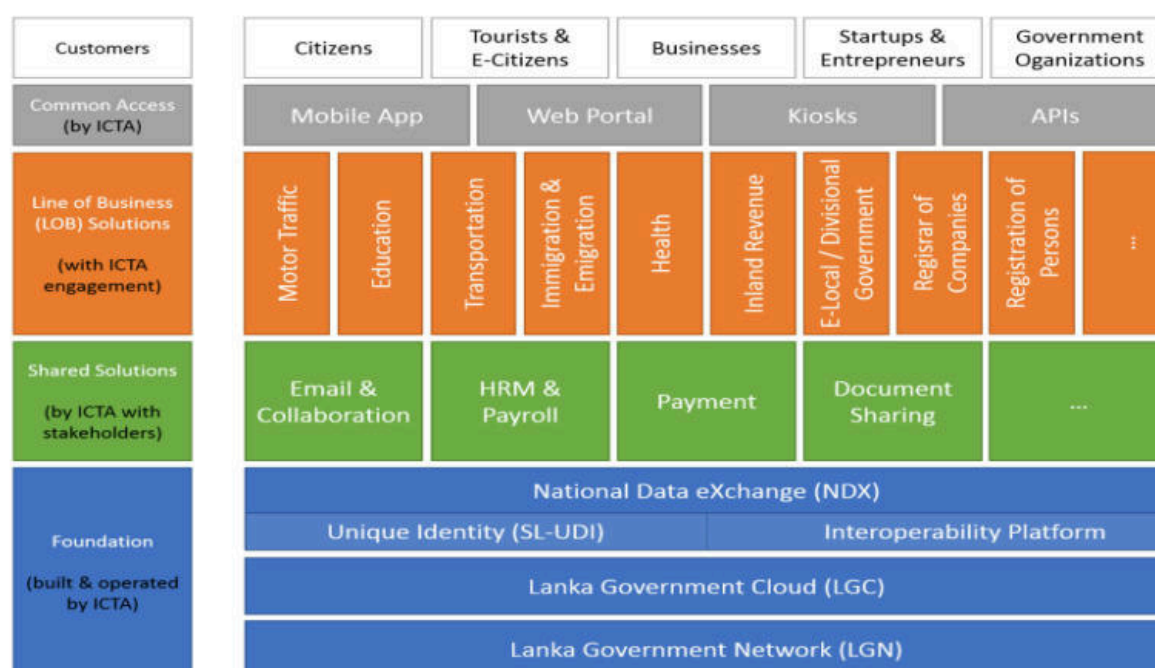 Customers
Citizens
Tourists &
E-Citizens
Businesses
Startups &
Entrepreneurs
Government
Oganizations
Common Access
(by ICTA)
Mobile App
Web Portal
Kiosks
APIs
Line of Business
(LOB) Solutions
(with ICTA
engagement)
Motor Traffic
Education
Transportation
Immigration &
Emigration
Health
Inland Revenue
E-Local / Divisional
Government
Regisrar of
Companies
Registration of
Persons
...
Shared Solutions
(by ICTA with
stakeholders)
Email &
Collaboration
HRM &
Payroll
Payment
Document
Sharing
...
Foundation
(built & operated
by ICTA)
National Data eXchange (NDX)
Unique Identity (SL-UDI)
Interoperability Platform
Lanka Government Cloud (LGC)
Lanka Government Network (LGN)